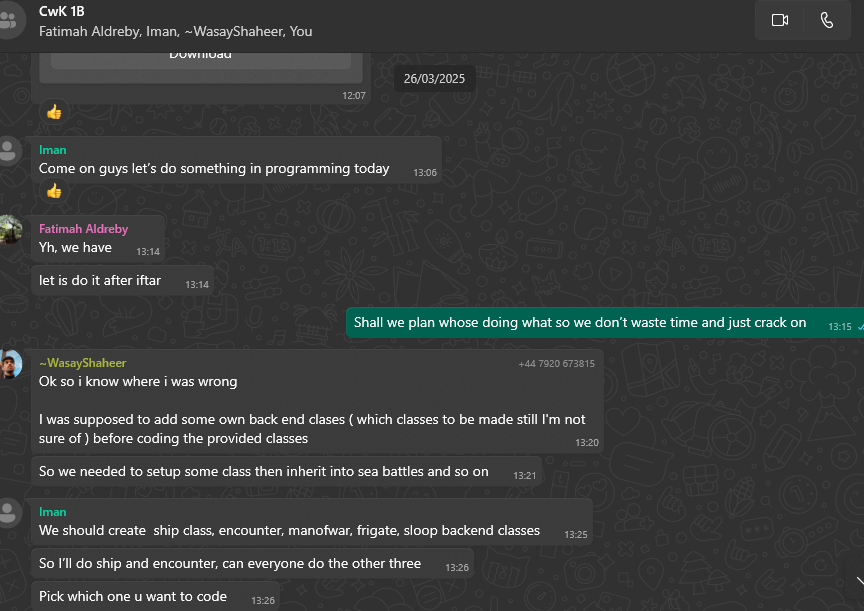 CwK 1B
Fatimah Aldreby, Iman, ~WasayShaheer, You
Download
26/03/2025
12:07
Iman
Come on guys let's do something in programming today
13:06
Fatimah Aldreby
Yh, we have
13:14
let is do it after iftar
13:14
Shall we plan whose doing what so we don't waste time and just crack on
13:15
~WasayShaheer
+44 7920 673815
Ok so i know where i was wrong
I was supposed to add some own back end clases ( which classes to be made still I'm not
sure of ) before coding the provided classes
13:20
So we needed to setup some class then inherit into sea battles and so on
13:21
Iman
We should create  ship class, encounter, manofwar, frigate, sloop backend classes
13:25
So I'll do ship and encounter, can everyone do the other three
13:26
Pick which one u want to code
13:26